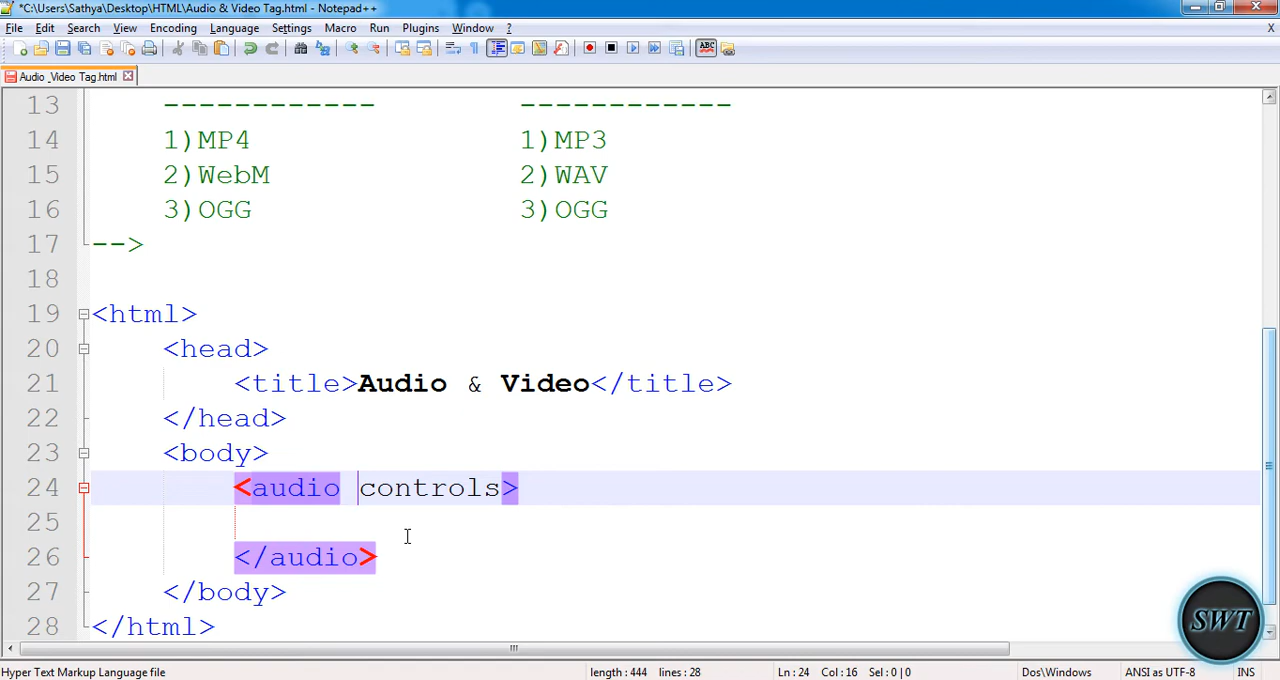 *C:\Users\Sathya\Desktop\HTML\Audio & Video Tag.html - Notepad++
File Edit Search View Encoding Language Settings Macro Run Plugins Window ? X
ABC
Audio _Video Tag.html
13 ------------ ------------
14 1)MP4 1)MP3
15 2)WebM 2)WAV
16 3)OGG 3)OGG
17 -->
18
19 <html>
20 <head>
21 <title>Audio & Video</title>
22 </head>
23 <body>
24 <audio controls>
25
26 </audio>
27 </body>
28 </html>
SWT
Hyper Text Markup Language file length : 444 lines : 28 Ln : 24 Col : 16 Sel : 0 | 0 Dos\Windows ANSI as UTF-8 INS